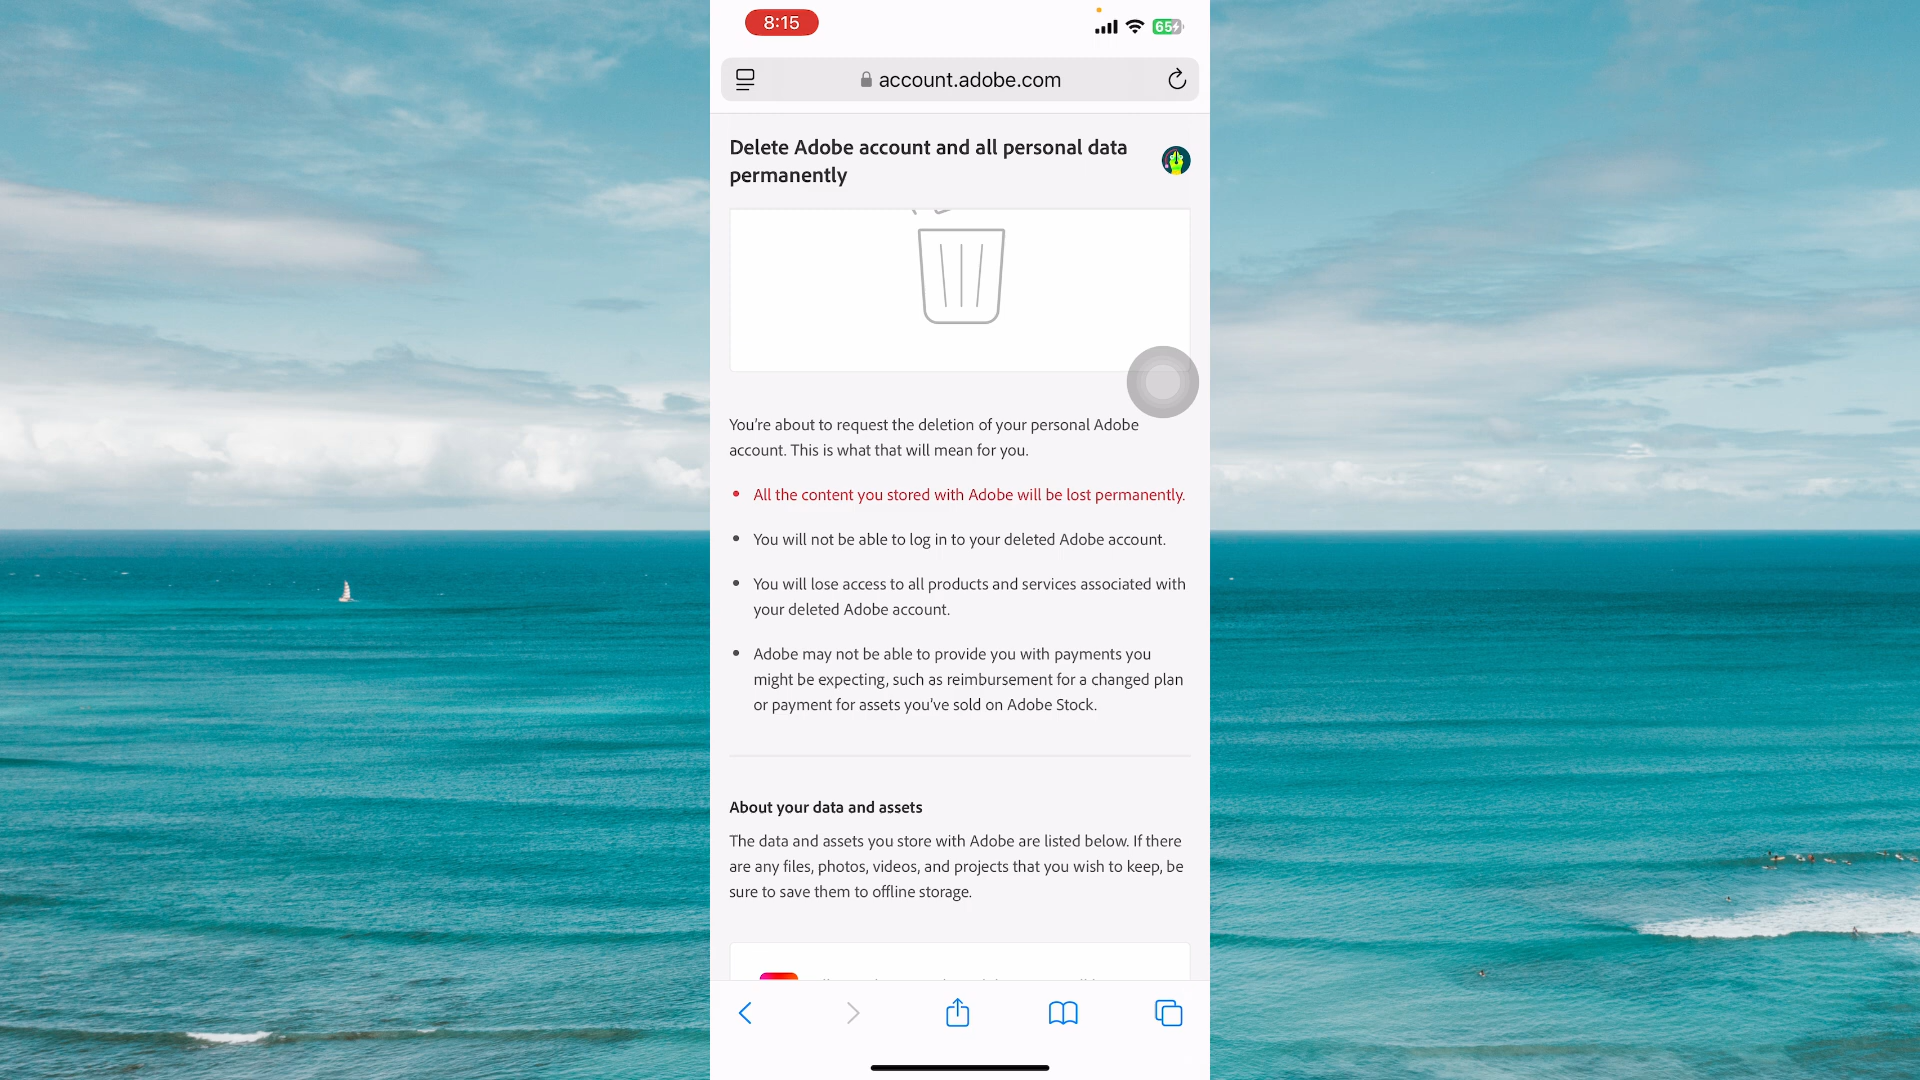 8:15
65
account.adobe.com
Delete Adobe account and all personal data
permanently
You're about to request the deletion of your personal Adobe
account. This is what that will mean for you.
• All the content you stored with Adobe will be lost permanently.
• You will not be able to log in to your deleted Adobe account.
• You will lose access to all products and services associated with
your deleted Adobe account.
• Adobe may not be able to provide you with payments you
might be expecting, such as reimbursement for a changed plan
or payment for assets you've sold on Adobe Stock.
About your data and assets
The data and assets you store with Adobe are listed below. If there
are any files, photos, videos, and projects that you wish to keep, be
sure to save them to offline storage.